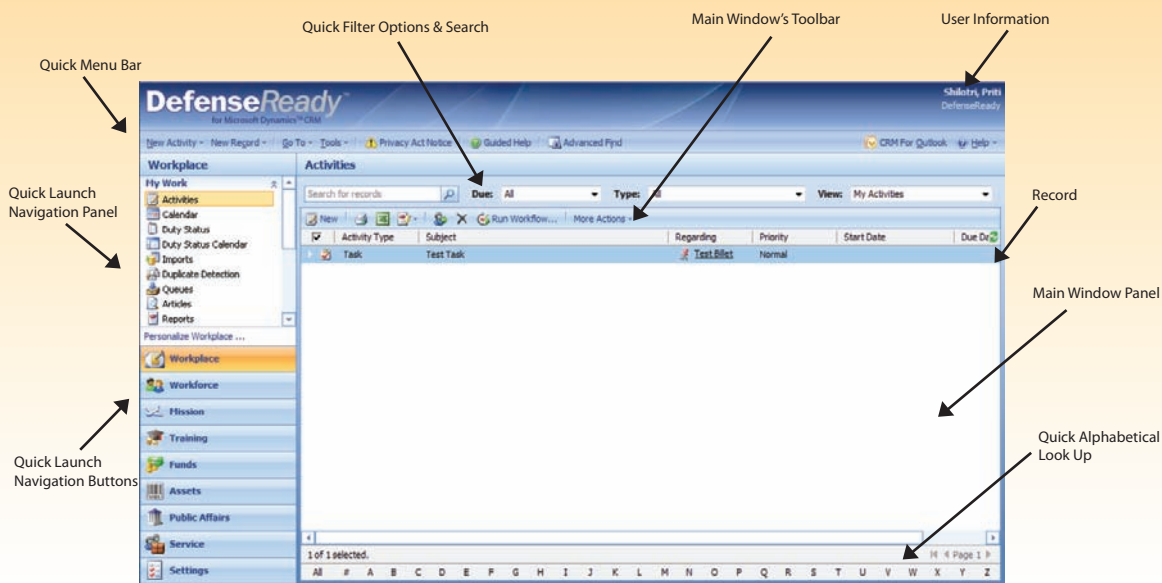 Quick Filter Options & Search
Main Window's Toolbar
User Information
Quick Menu Bar
DefenseReady™
for Microsoft Dynamics™ CRM
Shilotri, Priti
DefenseReady
New Activity New Record Go To Tools Privacy Act Notice Guided Help Advanced Find CRM For Outlook Help
Workplace
Activities
Quick Launch
Navigation Panel
My Work
Activities
Calendar
Duty Status
Duty Status Calendar
Imports
Duplicate Detection
Queues
Articles
Reports
Personalize Workplace ...
Search for records Due: All Type: All View: My Activities
New Run Workflow... More Actions
Activity Type Subject Regarding Priority Start Date Due Da
Task Test Task Test Billet Normal
Record
Main Window Panel
Workplace
Workforce
Mission
Training
Funds
Assets
Public Affairs
Service
Settings
Quick Launch
Navigation Buttons
Quick Alphabetical
Look Up
1 of 1 selected. Page 1
All # A B C D E F G H I J K L M N O P Q R S T U V W X Y Z